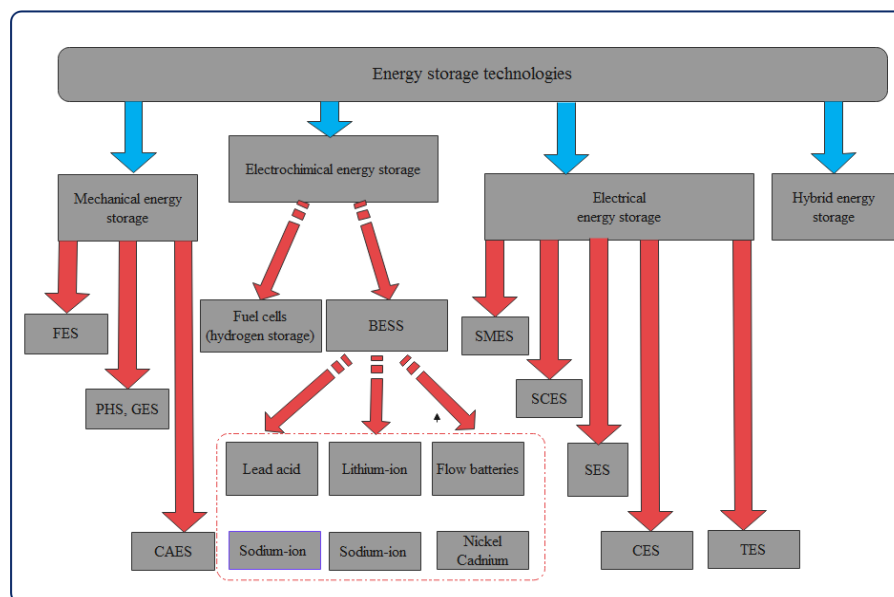 Energy storage technologies
Mechanical energy
storage
Electrochimical energy storage
Electrical
energy storage
Hybrid energy
storage
FES
PHS, GES
CAES
Fuel cells
(hydrogen storage)
BESS
Lead acid
Lithium-ion
Flow batteries
Sodium-ion
Sodium-ion
Nickel
Cadnium
SMES
SCES
SES
CES
TES